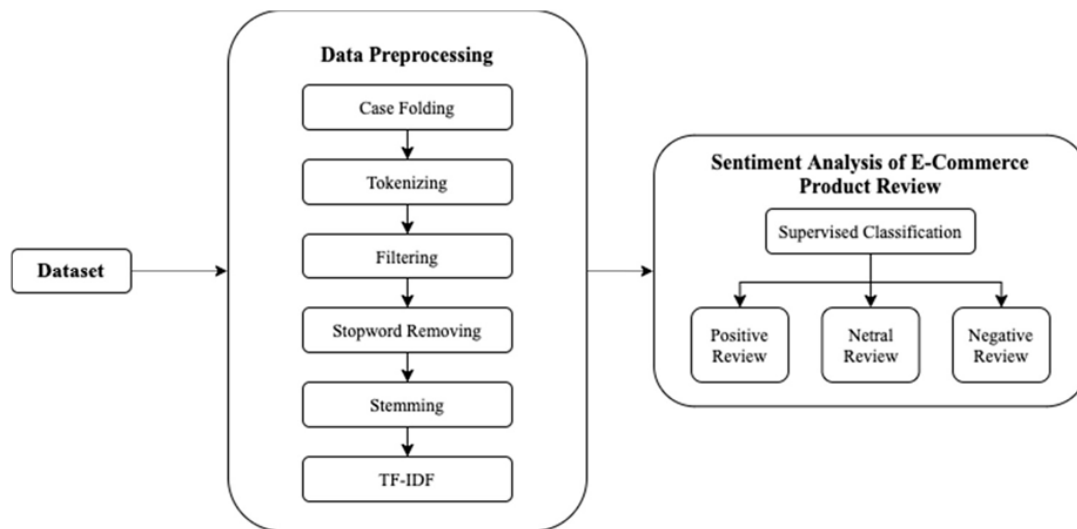 Dataset
Data Preprocessing
Case Folding
Tokenizing
Filtering
Stopword Removing
Stemming
TF-IDF
Sentiment Analysis of E-Commerce
Product Review
Supervised Classification
Positive
Review
Netral
Review
Negative
Review